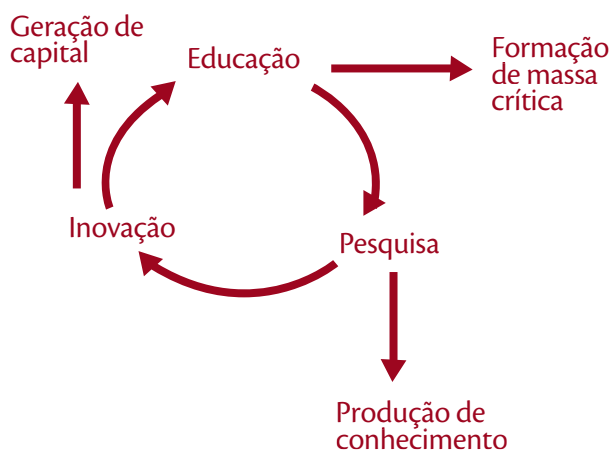 Geração de
capital
Educação
Formação
de massa
crítica
Inovação
Pesquisa
Produção de
conhecimento